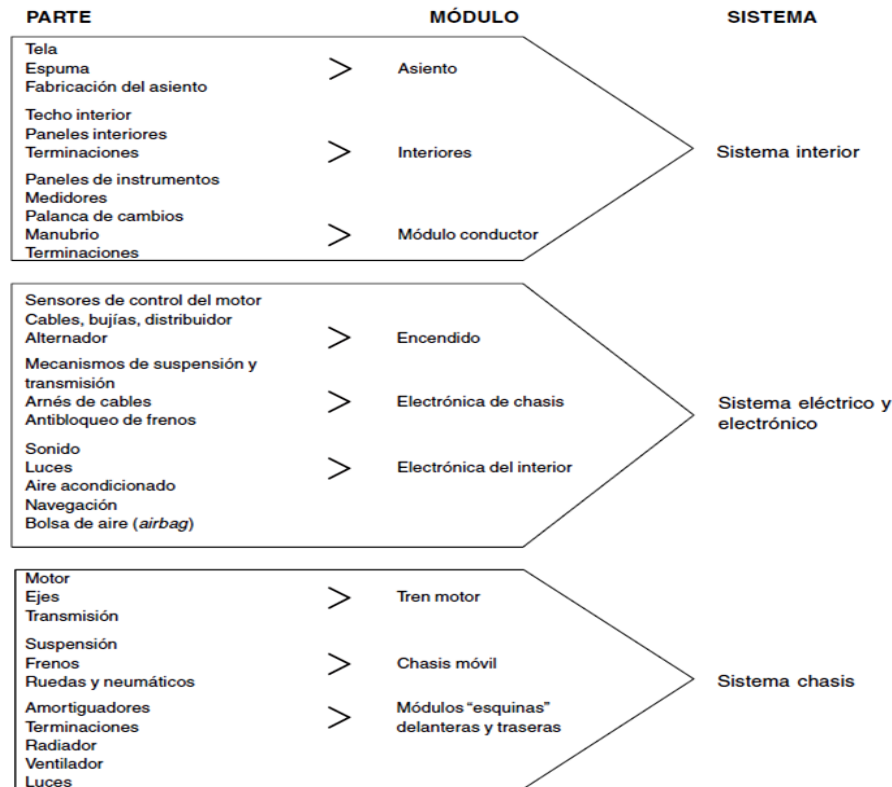 PARTE MÓDULO SISTEMA
Tela
Espuma > Asiento
Fabricación del asiento
Techo interior
Paneles interiores
Terminaciones > Interiores
Sistema interior
Paneles de instrumentos
Medidores
Palanca de cambios
Manubrio > Módulo conductor
Terminaciones
Sensores de control del motor
Cables, bujías, distribuidor
Alternador > Encendido
Mecanismos de suspensión y
transmisión
Arnés de cables > Electrónica de chasis
Antibloqueo de frenos
Sistema eléctrico y
electrónico
Sonido
Luces > Electrónica del interior
Aire acondicionado
Navegación
Bolsa de aire (airbag)
Motor
Ejes > Tren motor
Transmisión
Suspensión
Frenos > Chasis móvil
Ruedas y neumáticos
Sistema chasis
Amortiguadores > Módulos “esquinas”
Terminaciones delanteras y traseras
Radiador
Ventilador
Luces